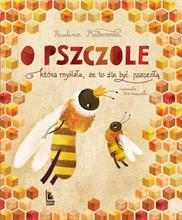 Paulina Płatkowska
O PSZCZOLE
która myślała, że to źle być pszczołą